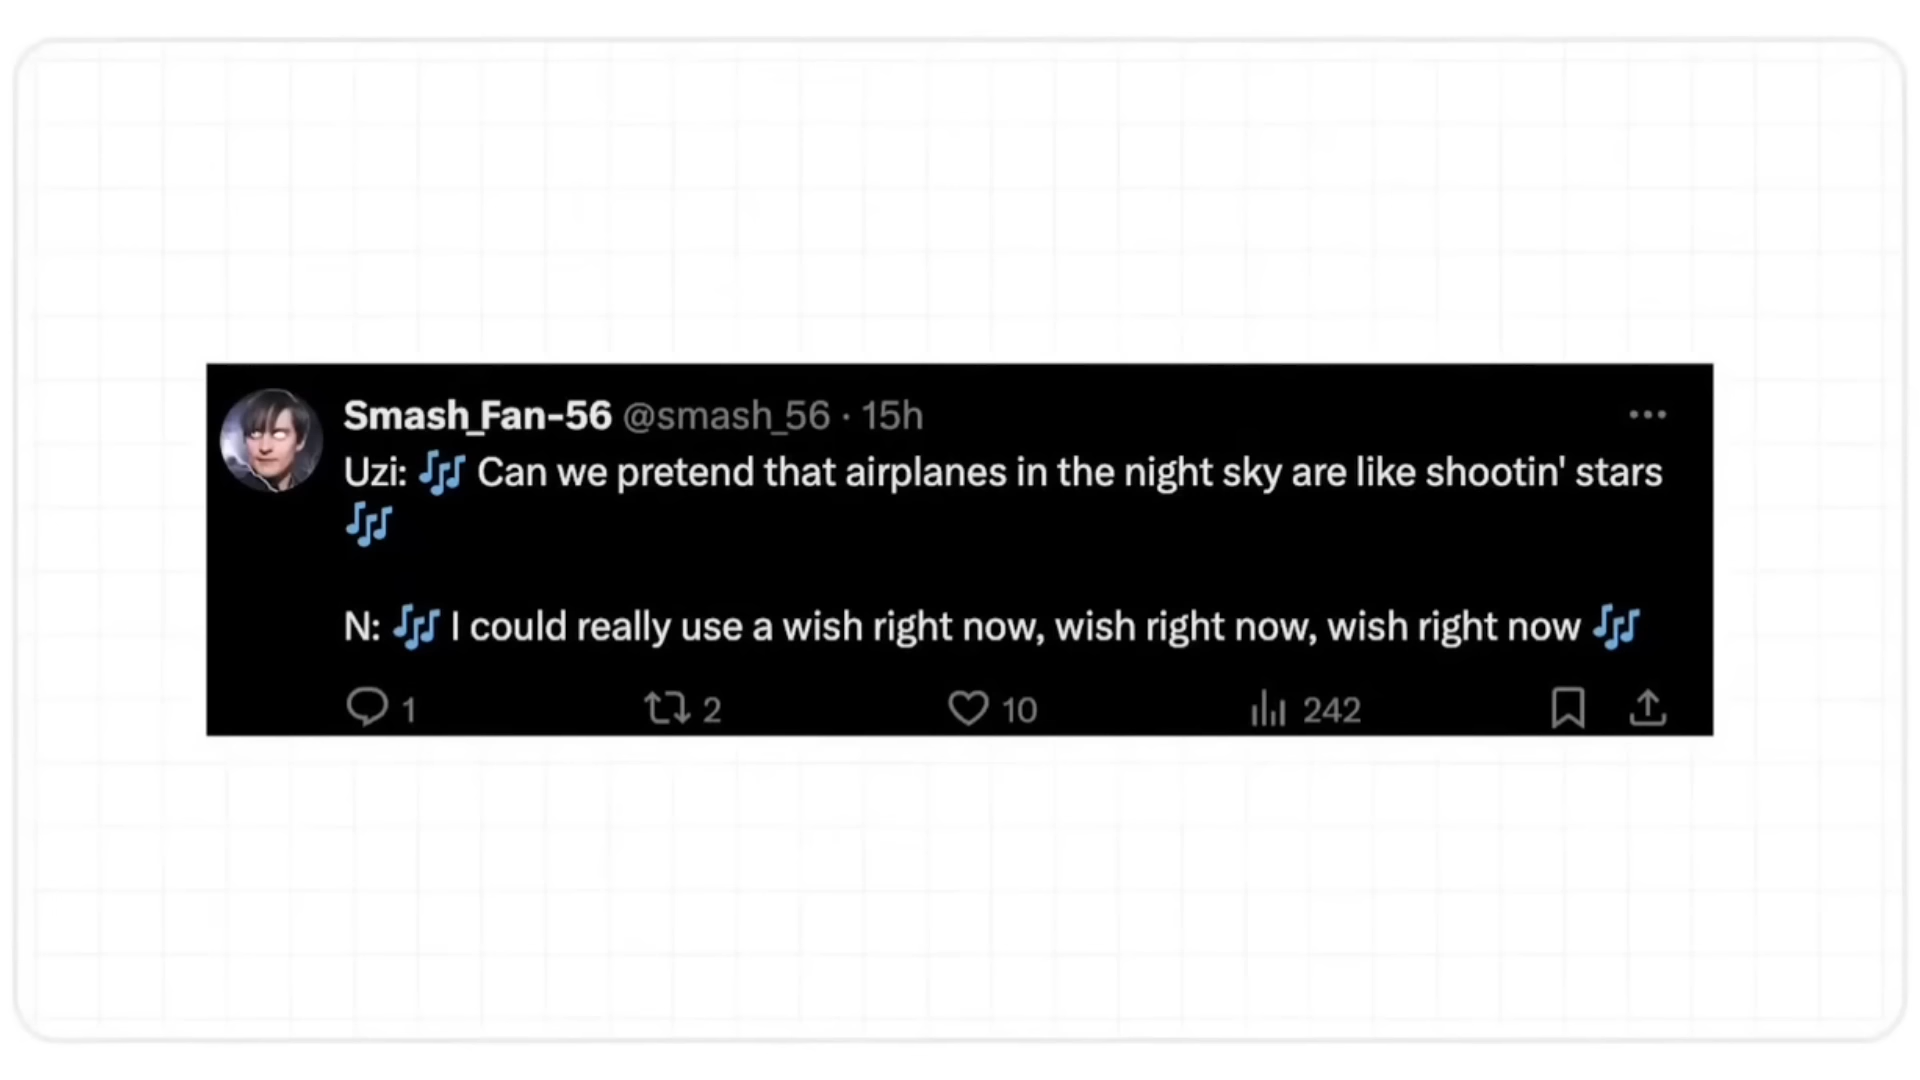 Smash_Fan-56 @smash_56 · 15h
Uzi: 🎶 Can we pretend that airplanes in the night sky are like shootin' stars
🎶
N: 🎶 I could really use a wish right now, wish right now, wish right now 🎶
1 2 10 242